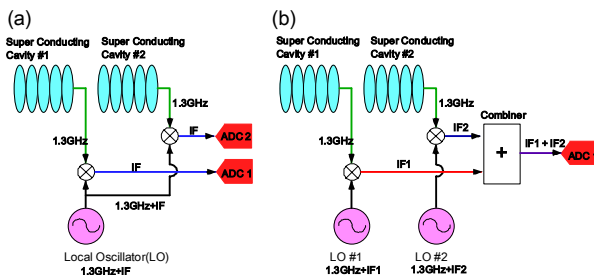 (a)
Super Conducting
Cavity #1
Super Conducting
Cavity #2
1.3GHz
1.3GHz
IF
ADC 2
IF
ADC 1
1.3GHz+IF
Local Oscillator(LO)
1.3GHz+IF
(b)
Super Conducting
Cavity #1
Super Conducting
Cavity #2
1.3GHz
Combiner
1.3GHz
IF2
+
IF1 + IF2
ADC
IF1
LO #1
1.3GHz+IF1
LO #2
1.3GHz+IF2